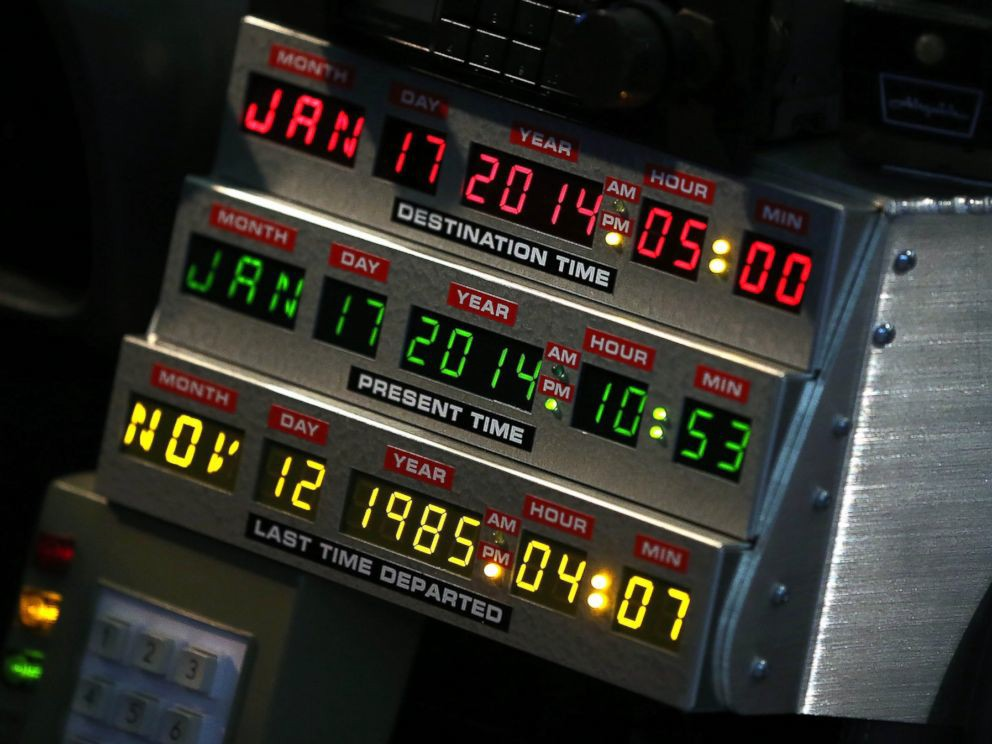 MONTH DAY YEAR HOUR MIN
JAN 17 2014 AM PM 05:00
DESTINATION TIME
MONTH DAY YEAR HOUR MIN
JAN 17 2014 AM PM 10:53
PRESENT TIME
MONTH DAY YEAR HOUR MIN
NOV 12 1985 AM PM 04:07
LAST TIME DEPARTED
1 2 3
4 5 6